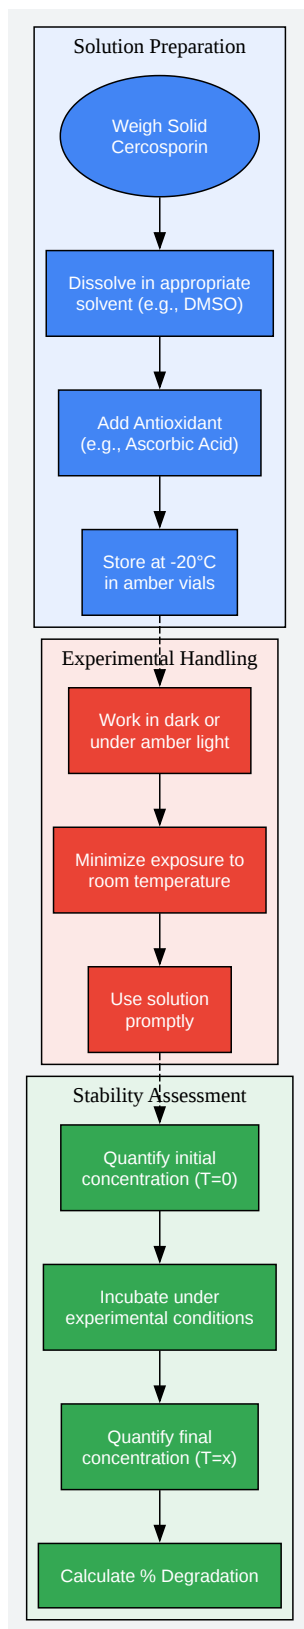 Solution Preparation
Weigh Solid
Cercosporin
Dissolve in appropriate
solvent (e.g., DMSO)
Add Antioxidant
(e.g., Ascorbic Acid)
Store at -20°C
in amber vials
Experimental Handling
Work in dark or
under amber light
Minimize exposure to
room temperature
Use solution
promptly
Stability Assessment
Quantify initial
concentration (T=0)
Incubate under
experimental conditions
Quantify final
concentration (T=x)
Calculate % Degradation